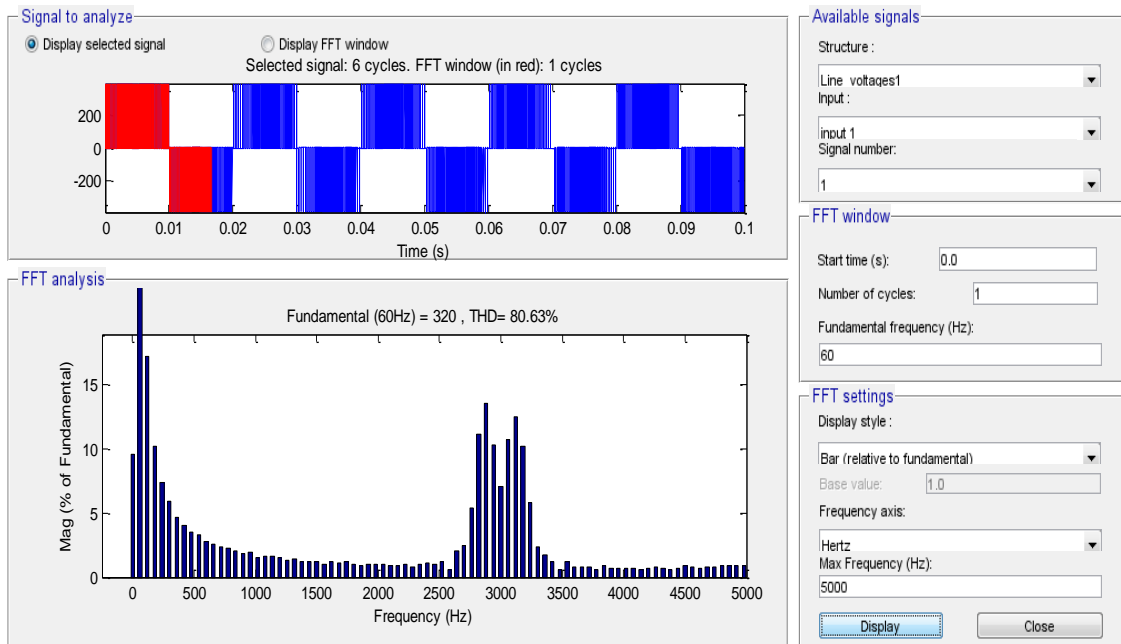 Signal to analyze
Display selected signal
Display FFT window
Selected signal: 6 cycles. FFT window (in red): 1 cycles
200
0
-200
0 0.01 0.02 0.03 0.04 0.05 0.06 0.07 0.08 0.09 0.1
Time (s)
FFT analysis
Fundamental (60Hz) = 320 , THD= 80.63%
15
10
5
0
Mag (% of Fundamental)
0 500 1000 1500 2000 2500 3000 3500 4000 4500 5000
Frequency (Hz)
Available signals
Structure :
Line_voltages1
Input :
input 1
Signal number:
1
FFT window
Start time (s): 0.0
Number of cycles: 1
Fundamental frequency (Hz):
60
FFT settings
Display style :
Bar (relative to fundamental)
Base value: 1.0
Frequency axis:
Hertz
Max Frequency (Hz):
5000
Display Close